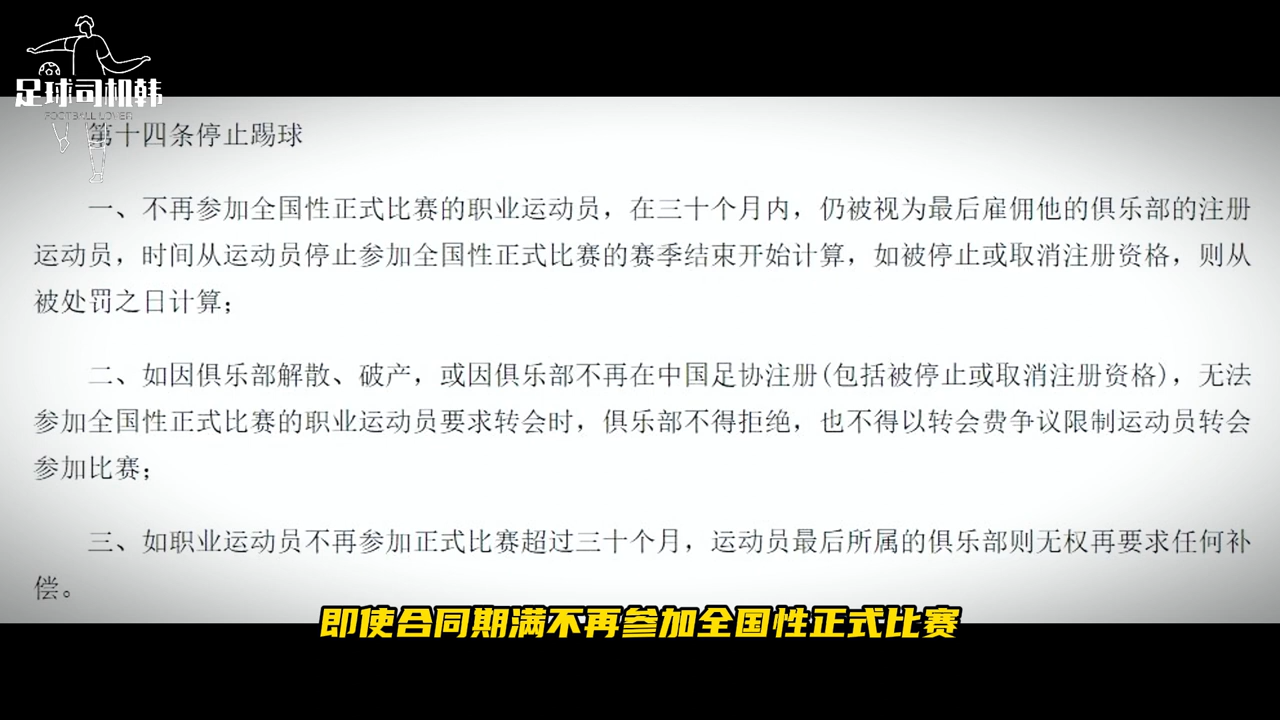 足球司机韩
FOOTBALL LOVER
第十四条停止踢球
一、不再参加全国性正式比赛的职业运动员，在三十个月内，仍被视为最后雇佣他的俱乐部的注册
运动员，时间从运动员停止参加全国性正式比赛的赛季结束开始计算，如被停止或取消注册资格，则从
被处罚之日计算；
二、如因俱乐部解散、破产，或因俱乐部不再在中国足协注册(包括被停止或取消注册资格)，无法
参加全国性正式比赛的职业运动员要求转会时，俱乐部不得拒绝，也不得以转会费争议限制运动员转会
参加比赛；
三、如职业运动员不再参加正式比赛超过三十个月，运动员最后所属的俱乐部则无权再要求任何补
偿。
即使合同期满不再参加全国性正式比赛